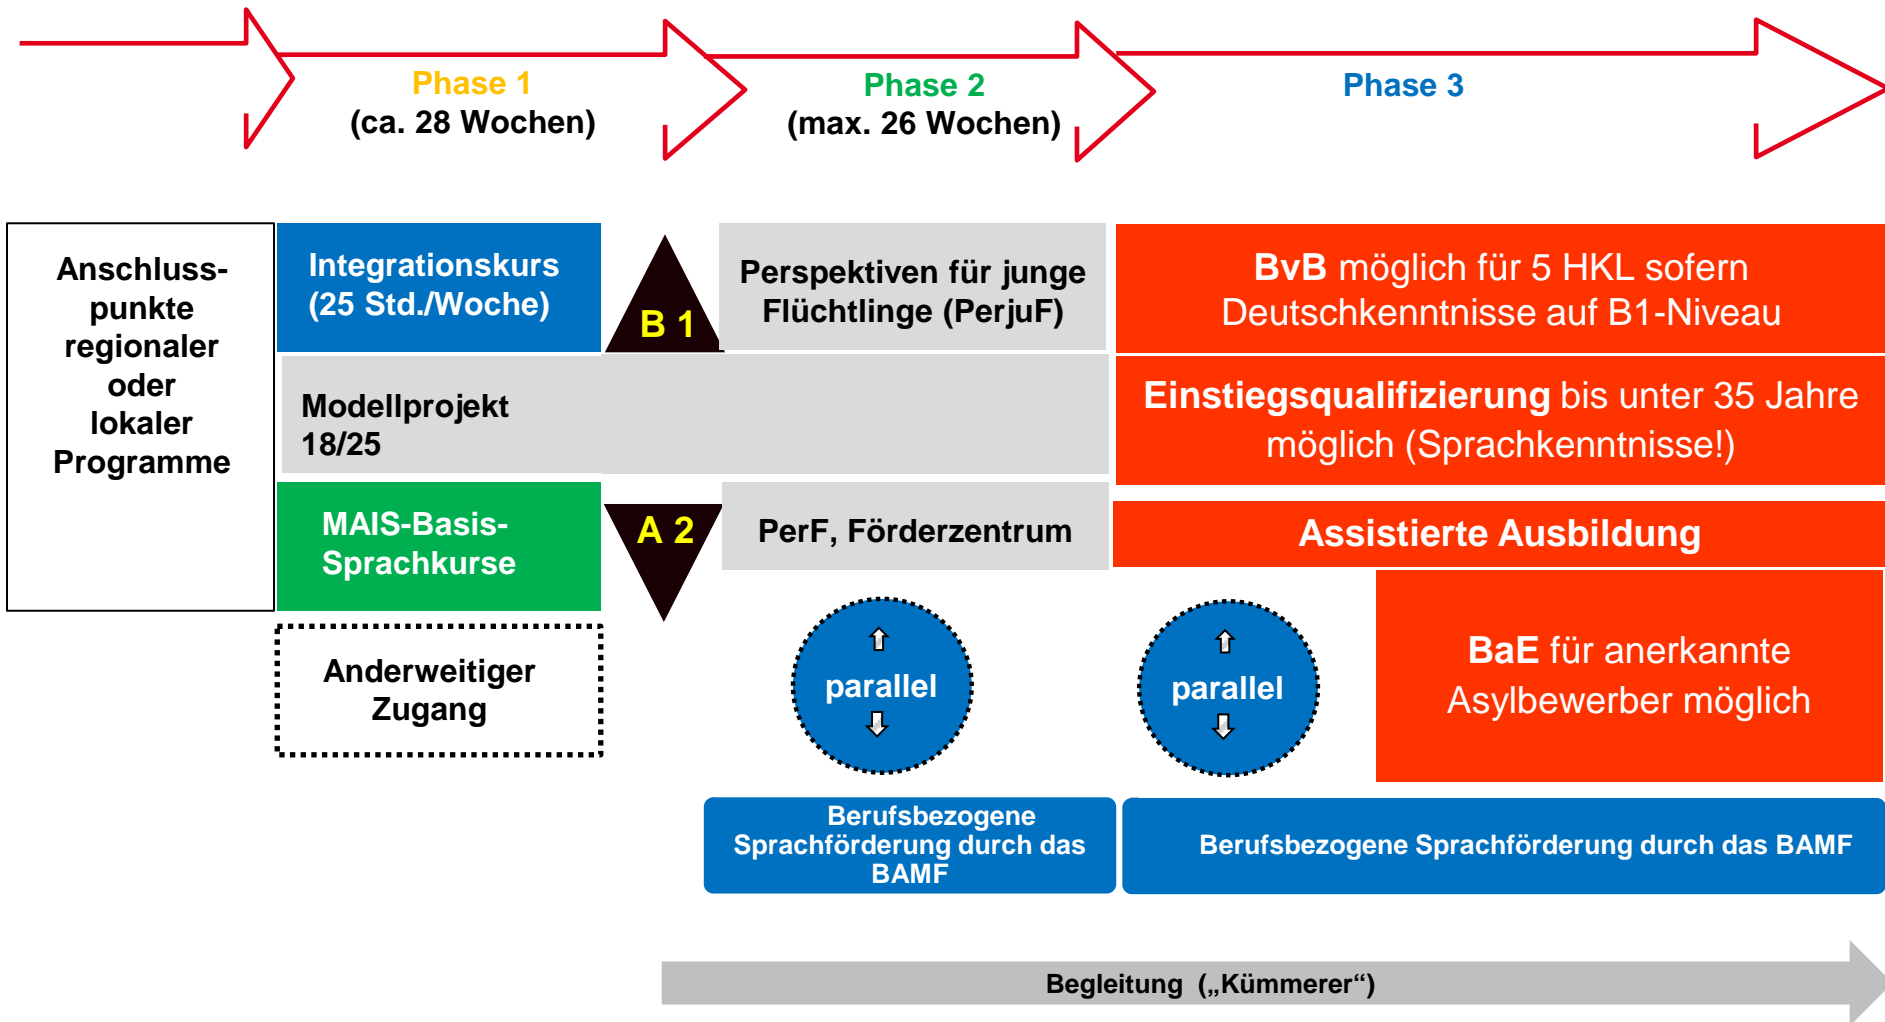 Phase 1
(ca. 28 Wochen)
Phase 2
(max. 26 Wochen)
Phase 3
Anschluss-
punkte
regionaler
oder
lokaler
Programme
Integrationskurs
(25 Std./Woche)
B 1
Perspektiven für junge
Flüchtlinge (PerjuF)
BvB möglich für 5 HKL sofern
Deutschkenntnisse auf B1-Niveau
Modellprojekt
18/25
Einstiegsqualifizierung bis unter 35 Jahre
möglich (Sprachkenntnisse!)
MAIS-Basis-
Sprachkurse
A 2
PerF, Förderzentrum
Assistierte Ausbildung
Anderweitiger
Zugang
parallel
parallel
BaE für anerkannte
Asylbewerber möglich
Berufsbezogene
Sprachförderung durch das
BAMF
Berufsbezogene Sprachförderung durch das BAMF
Begleitung („Kümmerer“)